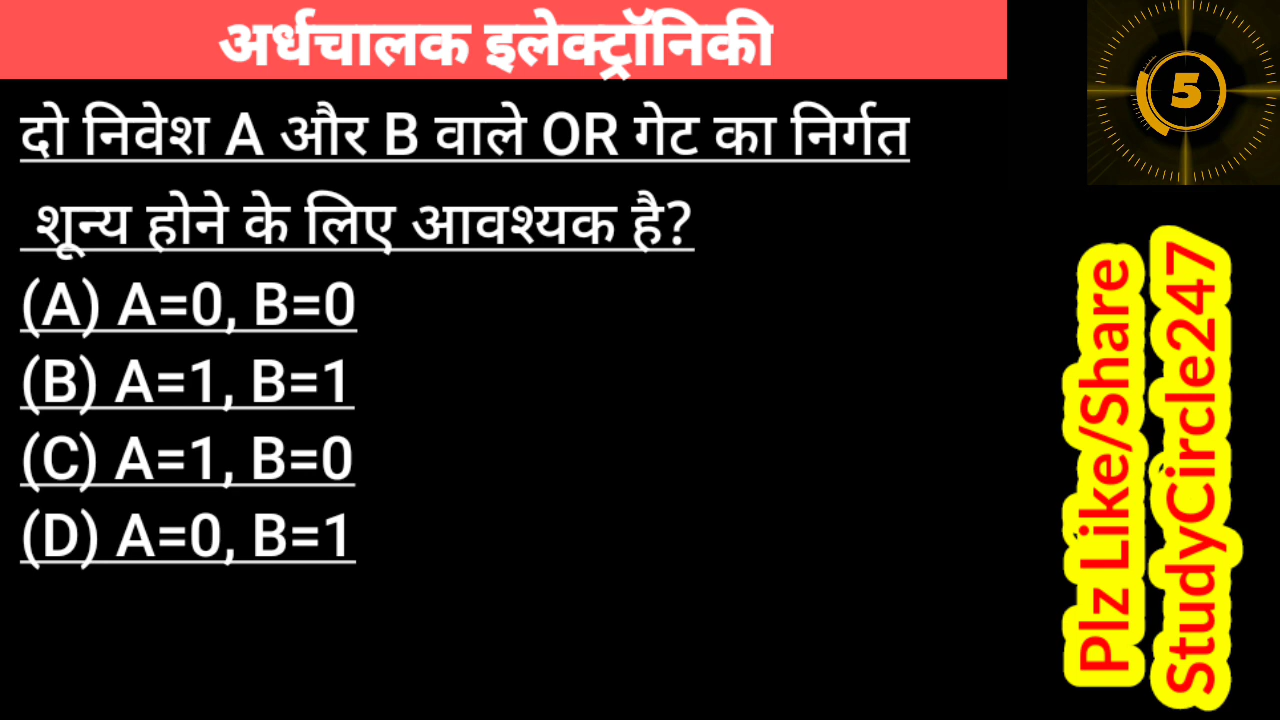 अर्धचालक इलेक्ट्रॉनिकी
5
दो निवेश A और B वाले OR गेट का निर्गत
शून्य होने के लिए आवश्यक है?
(A) A=0, B=0
(B) A=1, B=1
(C) A=1, B=0
(D) A=0, B=1
Plz Like/Share
StudyCircle247